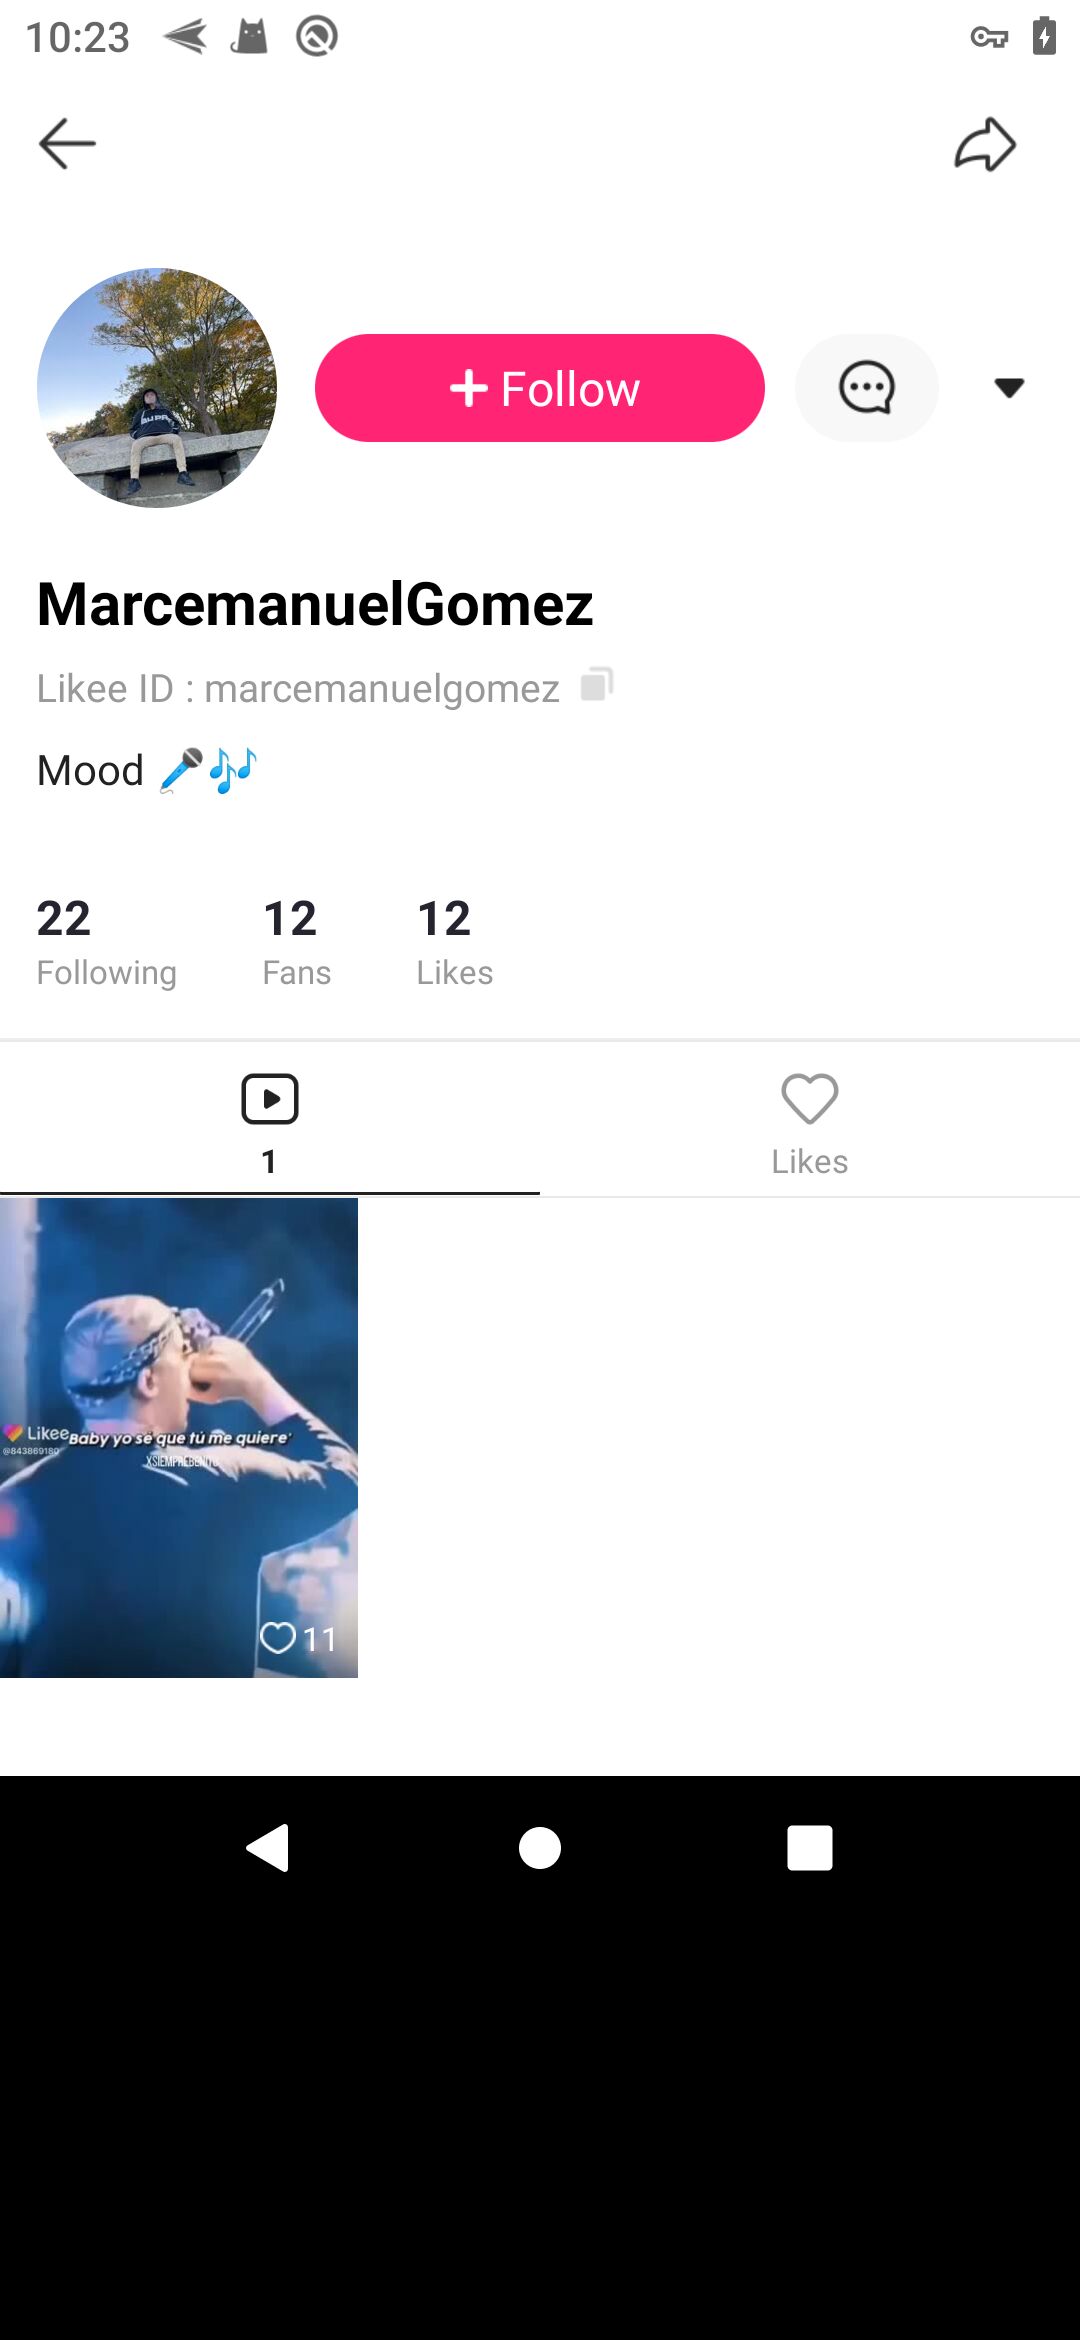 10:23
Follow
MarcemanuelGomez
Likee ID : marcemanuelgomez
Mood 🎤🎶
22 12 12
Following Fans Likes
1 Likes
Likee
@843869180
Baby yo sé que tú me quiere'
XSIEMPREBENITO
11